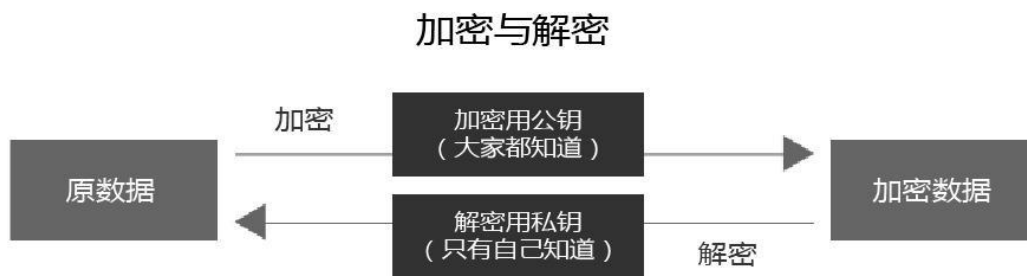 加密与解密
加密
加密用公钥
（大家都知道）
原数据
加密数据
解密用私钥
（只有自己知道）
解密